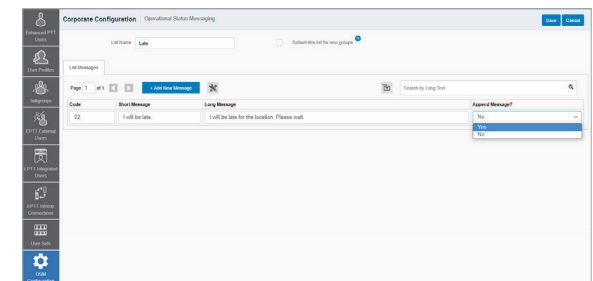 Corporate Configuration | Operational Status Messaging
Save
Cancel
Enhanced PTT
Users
List Name
Late
Default this list for new groups
User Profiles
List Messages
Page 1 of 1
+ Add New Message
Search by Long Text
Talkgroups
Code
Short Message
Long Message
Append Message?
02
I will be late.
I will be late for the location. Please wait.
No
Yes
No
EPTT External
Users
EPTT Integrated
Users
EPTT Interop
Connections
User Sets
OSM
Configuration